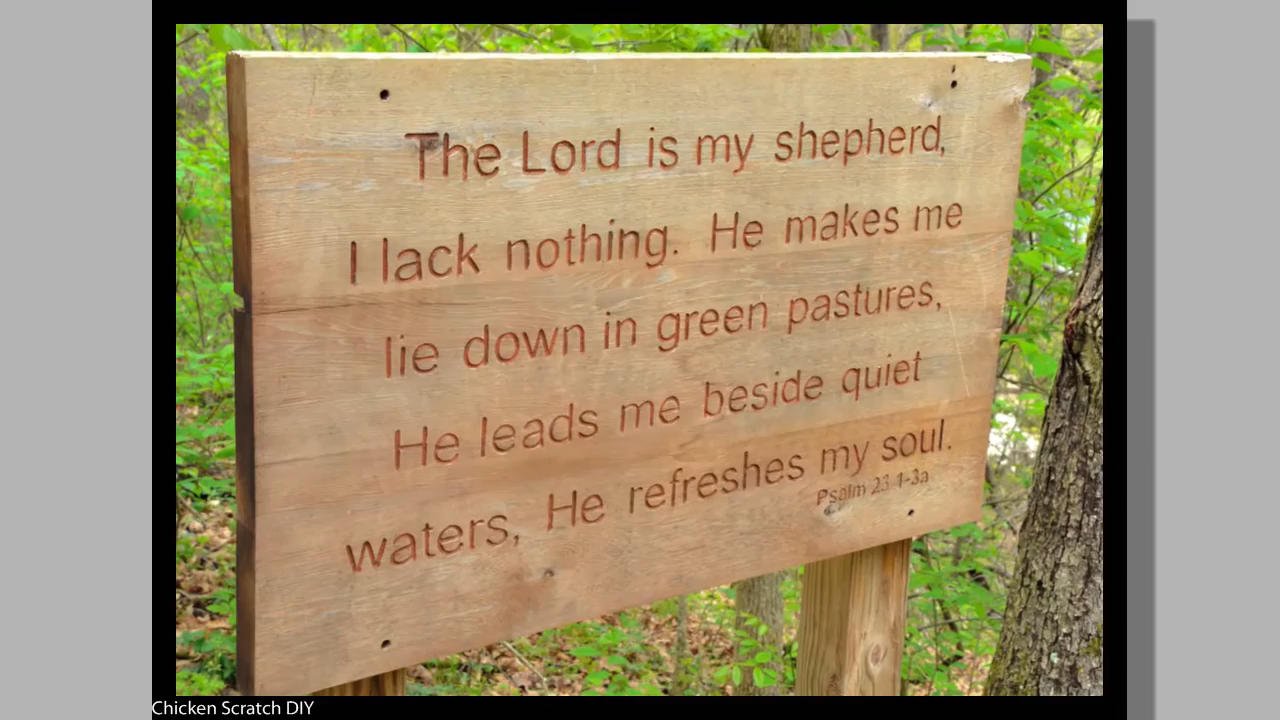 The Lord is my shepherd,
I lack nothing. He makes me
lie down in green pastures,
He leads me beside quiet
waters, He refreshes my soul.
Psalm 23 1-3a
Chicken Scratch DIY